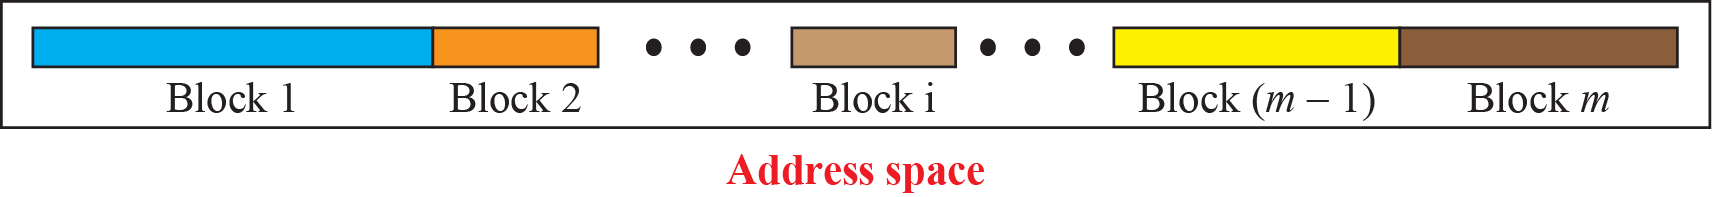 Block 1 Block 2 Block i Block (m – 1) Block m
Address space